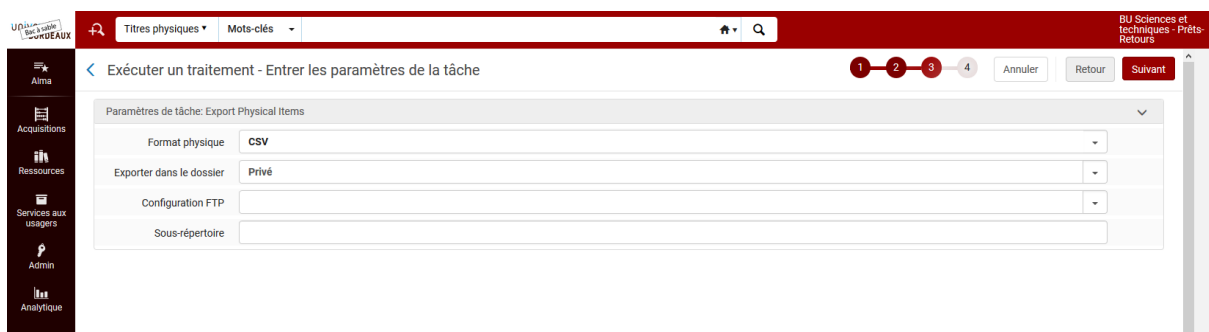 Bac à sable
BORDEAUX
Titres physiques
Mots-clés
BU Sciences et
techniques - Prêts-
Retours
Alma
Exécuter un traitement - Entrer les paramètres de la tâche
1
2
3
4
Annuler
Retour
Suivant
Acquisitions
Ressources
Services aux
usagers
Admin
Analytique
Paramètres de tâche: Export Physical Items
Format physique
CSV
Exporter dans le dossier
Privé
Configuration FTP
Sous-répertoire